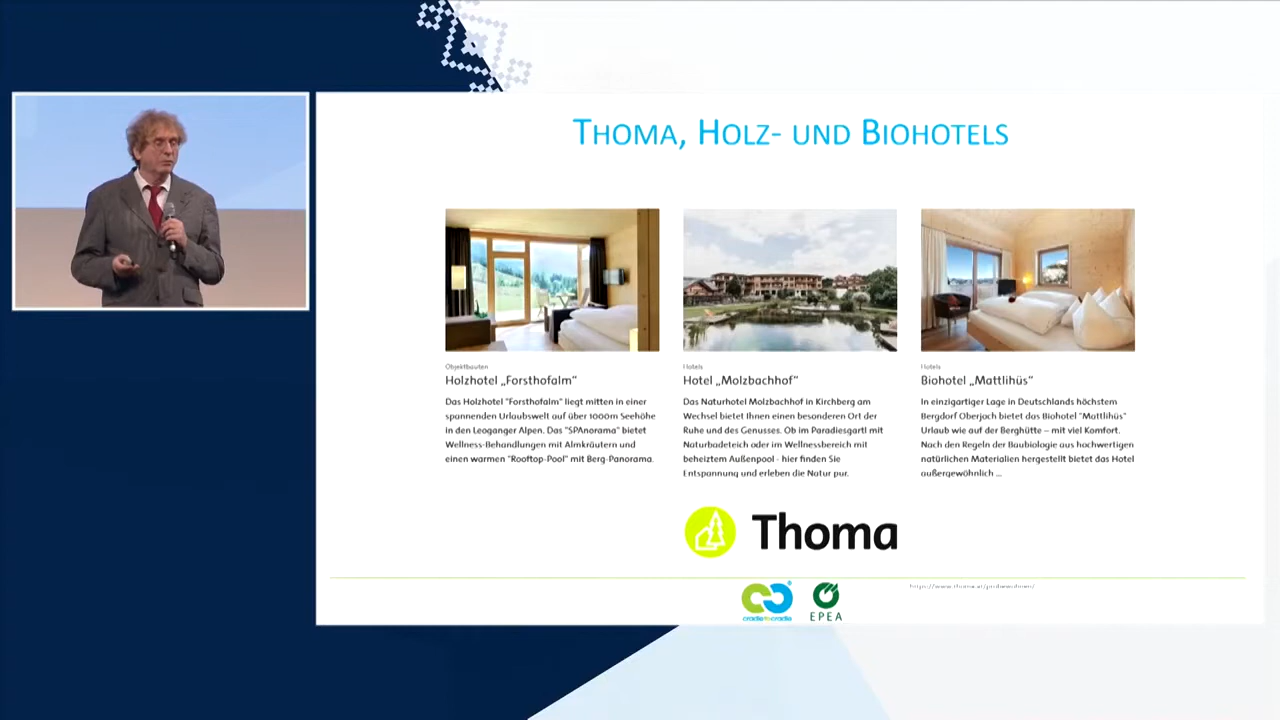 THOMA, HOLZ- UND BIOHOTELS
Objektbauten
Holzhotel „Forsthofalm“
Das Holzhotel "Forsthofalm" liegt mitten in einer
spannenden Urlaubswelt auf über 1000m Seehöhe
in den Leoganger Alpen. Das "SPAnorama" bietet
Wellness-Behandlungen mit Almkräutern und
einen warmen "Rooftop-Pool" mit Berg-Panorama.
Hotels
Hotel „Molzbachhof“
Das Naturhotel Molzbachhof in Kirchberg am
Wechsel bietet Ihnen einen besonderen Ort der
Ruhe und des Genusses. Ob im Paradiesgartl mit
Naturbadeteich oder im Wellnessbereich mit
beheiztem Außenpool - hier finden Sie
Entspannung und erleben die Natur pur.
Hotels
Biohotel „Mattlihüs“
In einzigartiger Lage in Deutschlands höchstem
Bergdorf Oberjoch bietet das Biohotel "Mattlihüs"
Urlaub wie auf der Berghütte – mit viel Komfort.
Nach den Regeln der Baubiologie aus hochwertigen
natürlichen Materialien hergestellt bietet das Hotel
außergewöhnlich ...
Thoma
cradletocradle
EPEA
https://www.thoma.at/probewohnen/